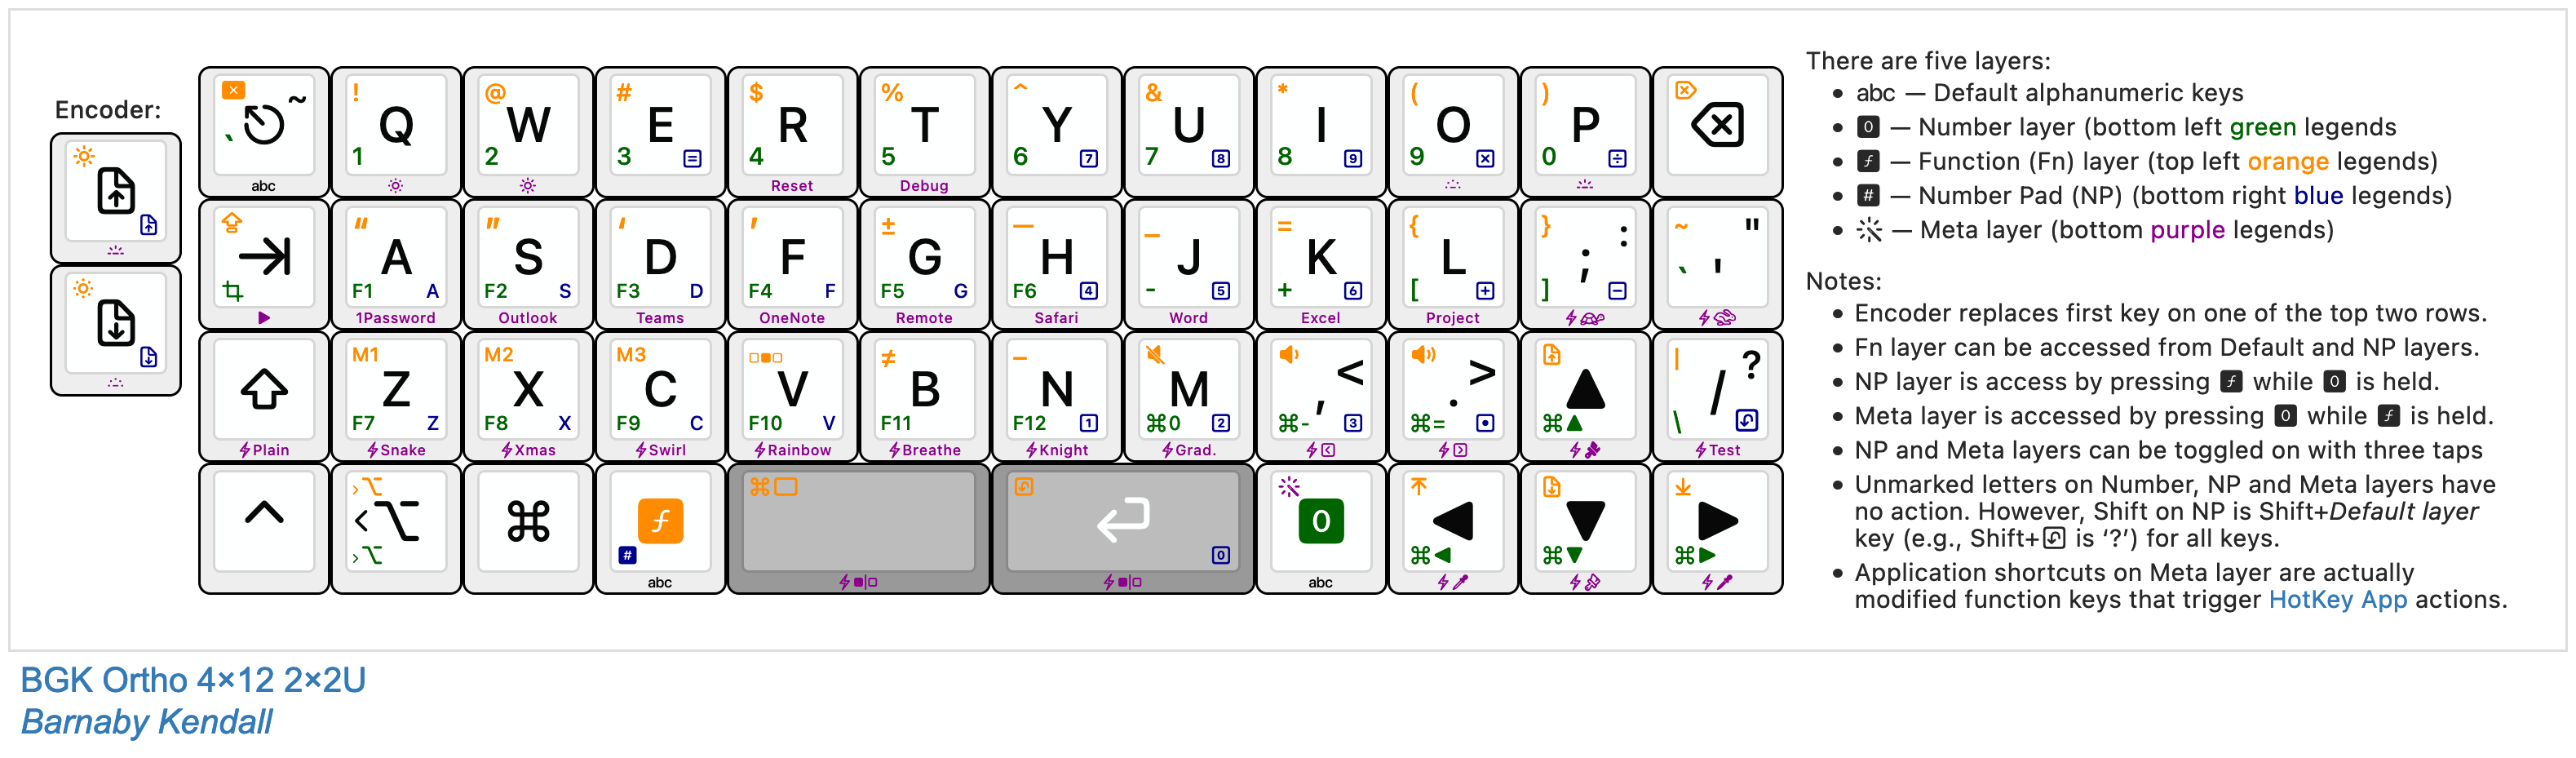 There are five layers:
Encoder:
• abc — Default alphanumeric keys
• 0 — Number layer (bottom left green legends
• ƒ — Function (Fn) layer (top left orange legends)
• # — Number Pad (NP) (bottom right blue legends)
• — Meta layer (bottom purple legends)
Notes:
• Encoder replaces first key on one of the top two rows.
• Fn layer can be accessed from Default and NP layers.
• NP layer is access by pressing ƒ while 0 is held.
• Meta layer is accessed by pressing 0 while ƒ is held.
• NP and Meta layers can be toggled on with three taps
• Unmarked letters on Number, NP and Meta layers have
no action. However, Shift on NP is Shift+Default layer
key (e.g., Shift+ is ‘?’) for all keys.
• Application shortcuts on Meta layer are actually
modified function keys that trigger HotKey App actions.
! @ # $ % ^ & * ( )
~ Q W E R T Y U I O P
` 1 2 3 = 4 5 6 7 7 8 8 9 9 × 0 ÷
abc Reset Debug
“ ” ‘ ’ ± — _ = { } ~ "
A S D F G H J K L ; : '
F1 A F2 S F3 D F4 F F5 G F6 4 - 5 + 6 [ + ] − `
1Password Outlook Teams OneNote Remote Safari Word Excel Project
M1 M2 M3 ≠ – |
Z X C V B N M , < . > / ?
F7 Z F8 X F9 C F10 V F11 F12 1 ⌘0 2 ⌘- 3 ⌘= • ⌘▲ \
Plain Snake Xmas Swirl Rainbow Breathe Knight Grad. Test
›⌥ ⌘
^ <⌥ ⌘ ƒ 0 ◀ ▼ ▶
›⌥ # 0 ⌘◀ ⌘▼ ⌘▶
abc abc
BGK Ortho 4×12 2×2U
Barnaby Kendall